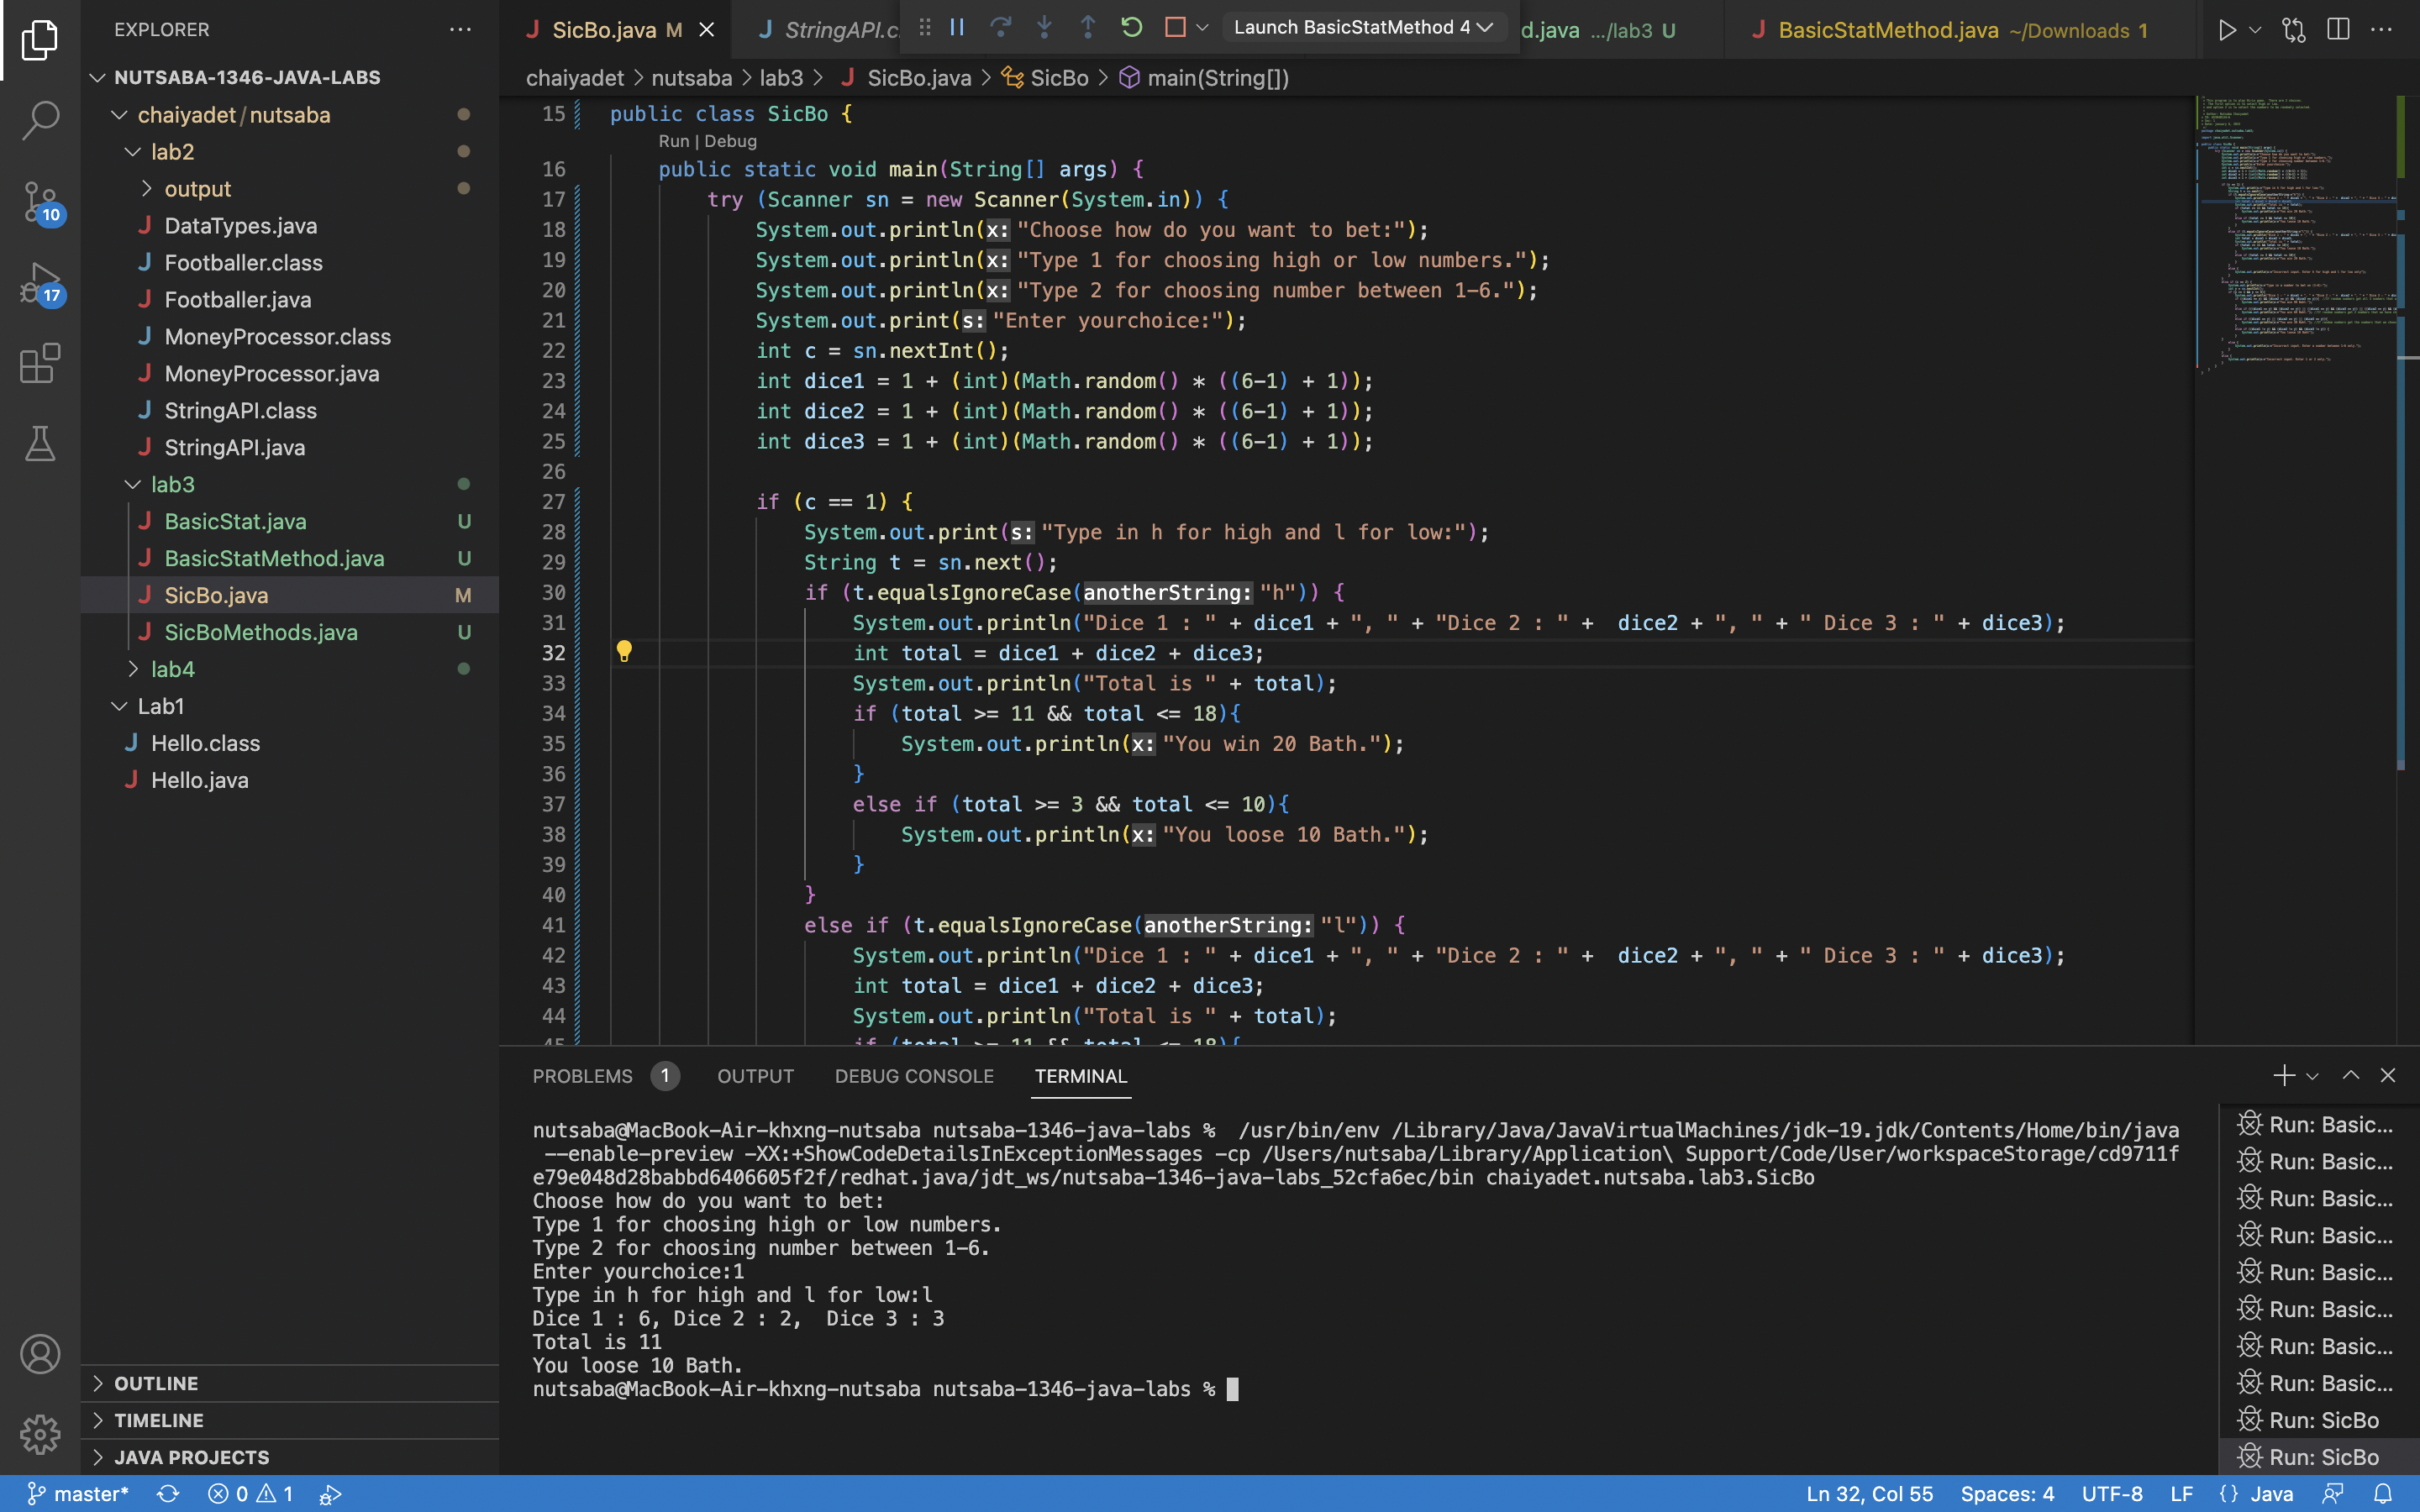 EXPLORER
NUTSABA-1346-JAVA-LABS
chaiyadet/nutsaba
lab2
output
DataTypes.java
Footballer.class
Footballer.java
MoneyProcessor.class
MoneyProcessor.java
StringAPI.class
StringAPI.java
lab3
BasicStat.java U
BasicStatMethod.java U
SicBo.java M
SicBoMethods.java U
lab4
Lab1
Hello.class
Hello.java
OUTLINE
TIMELINE
JAVA PROJECTS
10
17
SicBo.java M
StringAPI.c
Launch BasicStatMethod 4
d.java .../lab3 U
BasicStatMethod.java ~/Downloads 1
chaiyadet > nutsaba > lab3 > SicBo.java > SicBo > main(String[])
15 public class SicBo {
Run | Debug
16 public static void main(String[] args) {
17 try (Scanner sn = new Scanner(System.in)) {
18 System.out.println(x: "Choose how do you want to bet:");
19 System.out.println(x: "Type 1 for choosing high or low numbers.");
20 System.out.println(x: "Type 2 for choosing number between 1-6.");
21 System.out.print(s: "Enter yourchoice:");
22 int c = sn.nextInt();
23 int dice1 = 1 + (int)(Math.random() * ((6-1) + 1));
24 int dice2 = 1 + (int)(Math.random() * ((6-1) + 1));
25 int dice3 = 1 + (int)(Math.random() * ((6-1) + 1));
26
27 if (c == 1) {
28 System.out.print(s: "Type in h for high and l for low:");
29 String t = sn.next();
30 if (t.equalsIgnoreCase(anotherString: "h")) {
31 System.out.println("Dice 1 : " + dice1 + ", " + "Dice 2 : " +  dice2 + ", " + " Dice 3 : " + dice3);
32 int total = dice1 + dice2 + dice3;
33 System.out.println("Total is " + total);
34 if (total >= 11 && total <= 18){
35 System.out.println(x: "You win 20 Bath.");
36 }
37 else if (total >= 3 && total <= 10){
38 System.out.println(x: "You loose 10 Bath.");
39 }
40 }
41 else if (t.equalsIgnoreCase(anotherString: "l")) {
42 System.out.println("Dice 1 : " + dice1 + ", " + "Dice 2 : " +  dice2 + ", " + " Dice 3 : " + dice3);
43 int total = dice1 + dice2 + dice3;
44 System.out.println("Total is " + total);
45 if (total >= 11 && total <= 18){
PROBLEMS 1 OUTPUT DEBUG CONSOLE TERMINAL
nutsaba@MacBook-Air-khxng-nutsaba nutsaba-1346-java-labs %  /usr/bin/env /Library/Java/JavaVirtualMachines/jdk-19.jdk/Contents/Home/bin/java
--enable-preview -XX:+ShowCodeDetailsInExceptionMessages -cp /Users/nutsaba/Library/Application\ Support/Code/User/workspaceStorage/cd9711f
e79e048d28babbd6406605f2f/redhat.java/jdt_ws/nutsaba-1346-java-labs_52cfa6ec/bin chaiyadet.nutsaba.lab3.SicBo
Choose how do you want to bet:
Type 1 for choosing high or low numbers.
Type 2 for choosing number between 1-6.
Enter yourchoice:1
Type in h for high and l for low:l
Dice 1 : 6, Dice 2 : 2,  Dice 3 : 3
Total is 11
You loose 10 Bath.
nutsaba@MacBook-Air-khxng-nutsaba nutsaba-1346-java-labs %
Run: Basic...
Run: Basic...
Run: Basic...
Run: Basic...
Run: Basic...
Run: Basic...
Run: Basic...
Run: Basic...
Run: SicBo
Run: SicBo
master* 0 1
Ln 32, Col 55 Spaces: 4 UTF-8 LF {} Java